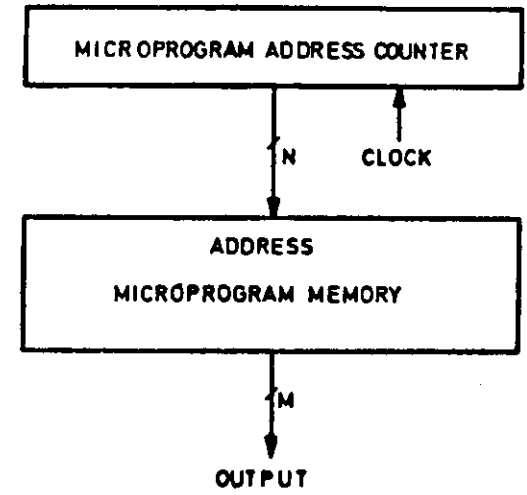 MICROPROGRAM ADDRESS COUNTER
N
CLOCK
ADDRESS
MICROPROGRAM MEMORY
M
OUTPUT